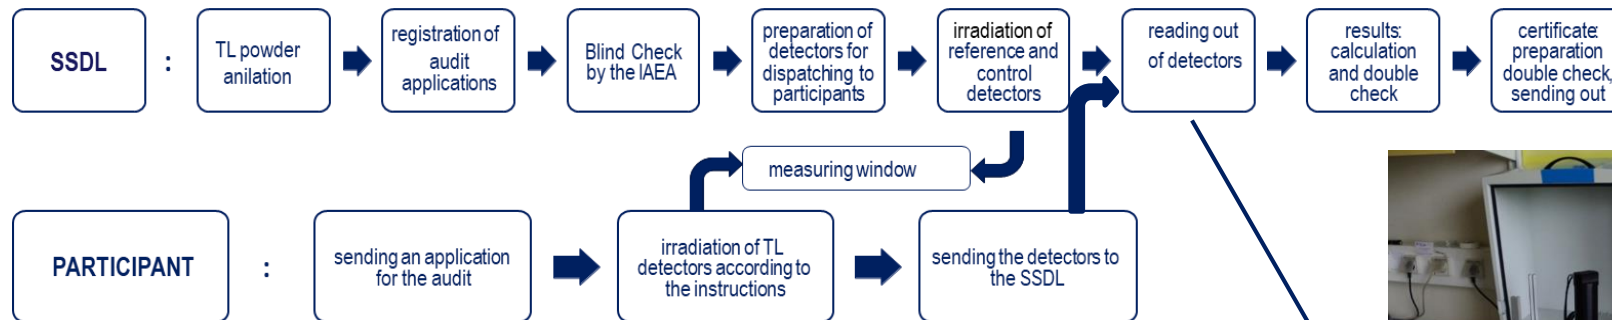 SSDL
:
TL powder
anilation
registration of
audit
applications
Blind Check
by the IAEA
preparation of
detectors for
dispatching to
participants
irradiation of
reference and
control
detectors
reading out
of detectors
results:
calculation
and double
check
certificate:
preparation
double check,
sending out
measuring window
PARTICIPANT
:
sending an application
for the audit
irradiation of TL
detectors according to
the instructions
sending the detectors to
the SSDL